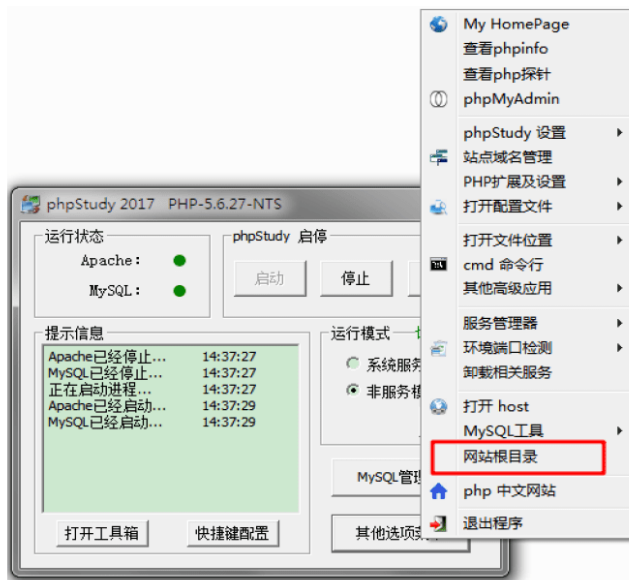 My HomePage
查看phpinfo
查看php探针
phpMyAdmin
phpStudy 设置
站点域名管理
PHP扩展及设置
打开配置文件
打开文件位置
cmd 命令行
其他高级应用
服务管理器
环境端口检测
卸载相关服务
打开 host
MySQL工具
网站根目录
php 中文网站
退出程序
phpStudy 2017 PHP-5.6.27-NTS
运行状态
Apache:
MySQL:
phpStudy 启停
启动
停止
提示信息
Apache已经停止... 14:37:27
MySQL已经停止... 14:37:27
正在启动进程... 14:37:27
Apache已经启动... 14:37:29
MySQL已经启动... 14:37:29
打开工具箱
快捷键配置
运行模式
系统服务
非服务模
MySQL管理
其他选项